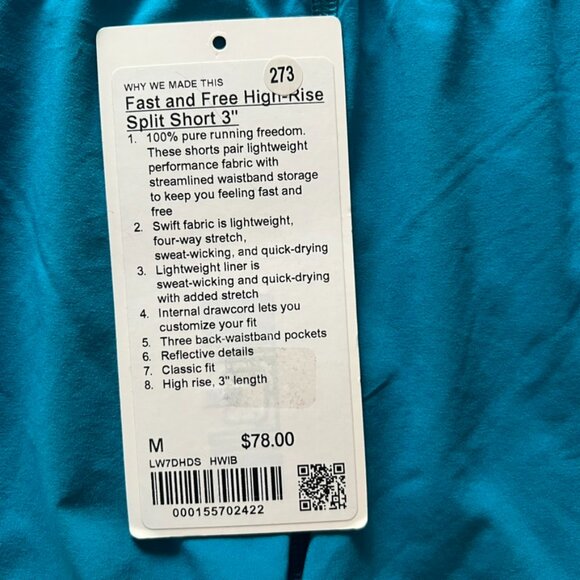 273
WHY WE MADE THIS
Fast and Free High-Rise
Split Short 3"
1. 100% pure running freedom.
These shorts pair lightweight
performance fabric with
streamlined waistband storage
to keep you feeling fast and
free
2. Swift fabric is lightweight,
four-way stretch,
sweat-wicking, and quick-drying
3. Lightweight liner is
sweat-wicking and quick-drying
with added stretch
4. Internal drawcord lets you
customize your fit
5. Three back-waistband pockets
6. Reflective details
7. Classic fit
8. High rise, 3" length
M $78.00
LW7DHDS HWIB
000155702422